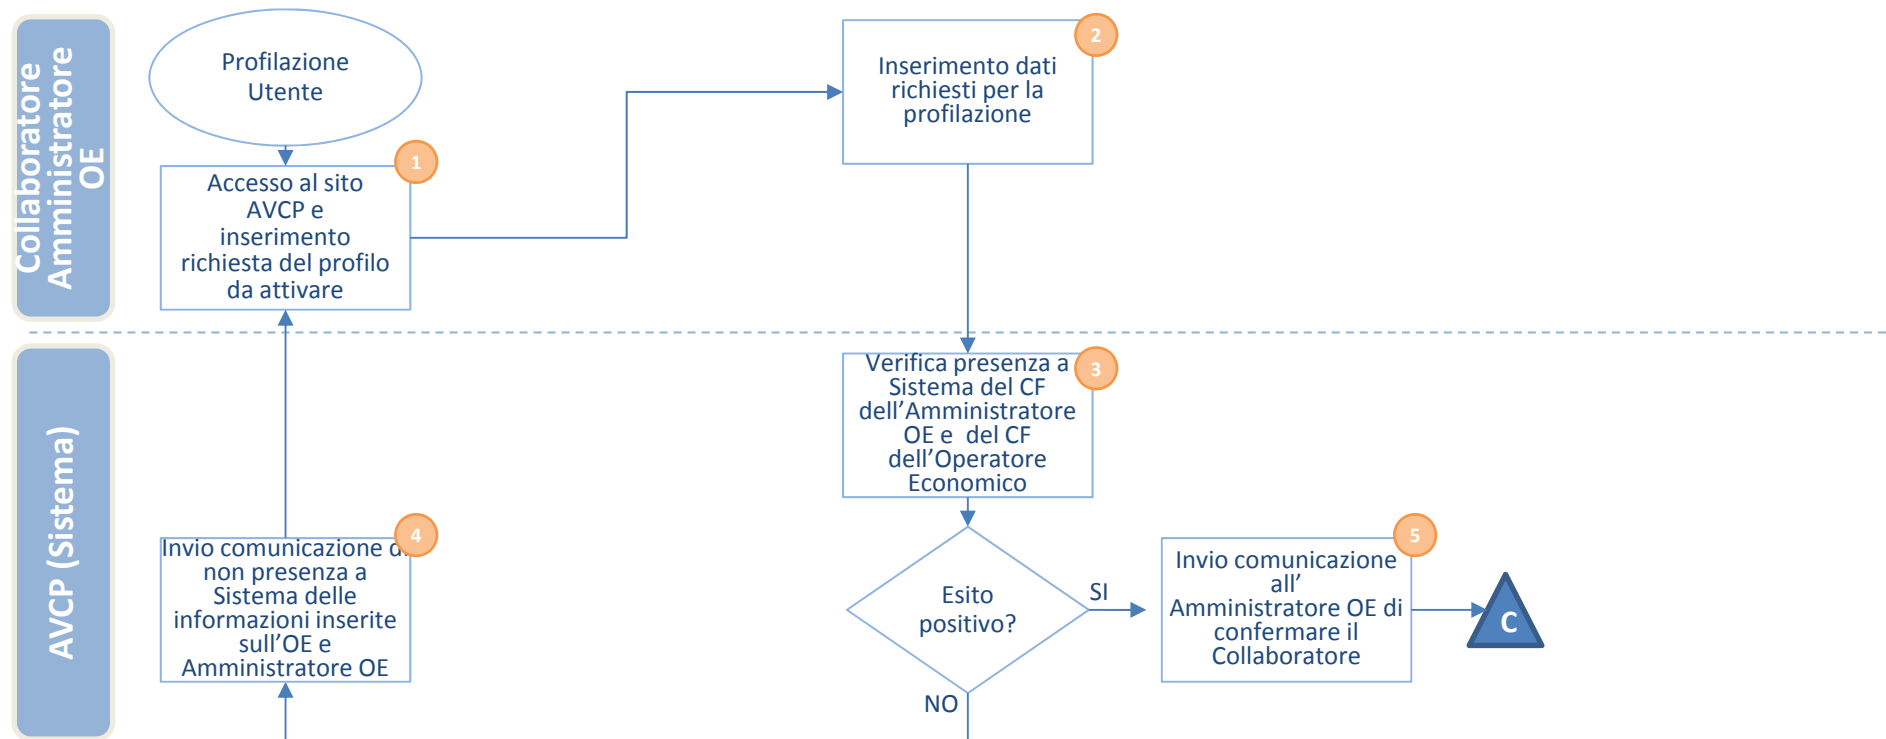 Collaboratore
Amministratore
OE
Profilazione
Utente
1
Accesso al sito
AVCP e
inserimento
richiesta del profilo
da attivare
2
Inserimento dati
richiesti per la
profilazione
AVCP (Sistema)
3
Verifica presenza a
Sistema del CF
dell’Amministratore
OE e  del CF
dell’Operatore
Economico
4
Invio comunicazione di
non presenza a
Sistema delle
informazioni inserite
sull’OE e
Amministratore OE
Esito
positivo?
SI
NO
5
Invio comunicazione
all’
Amministratore OE di
confermare il
Collaboratore
C